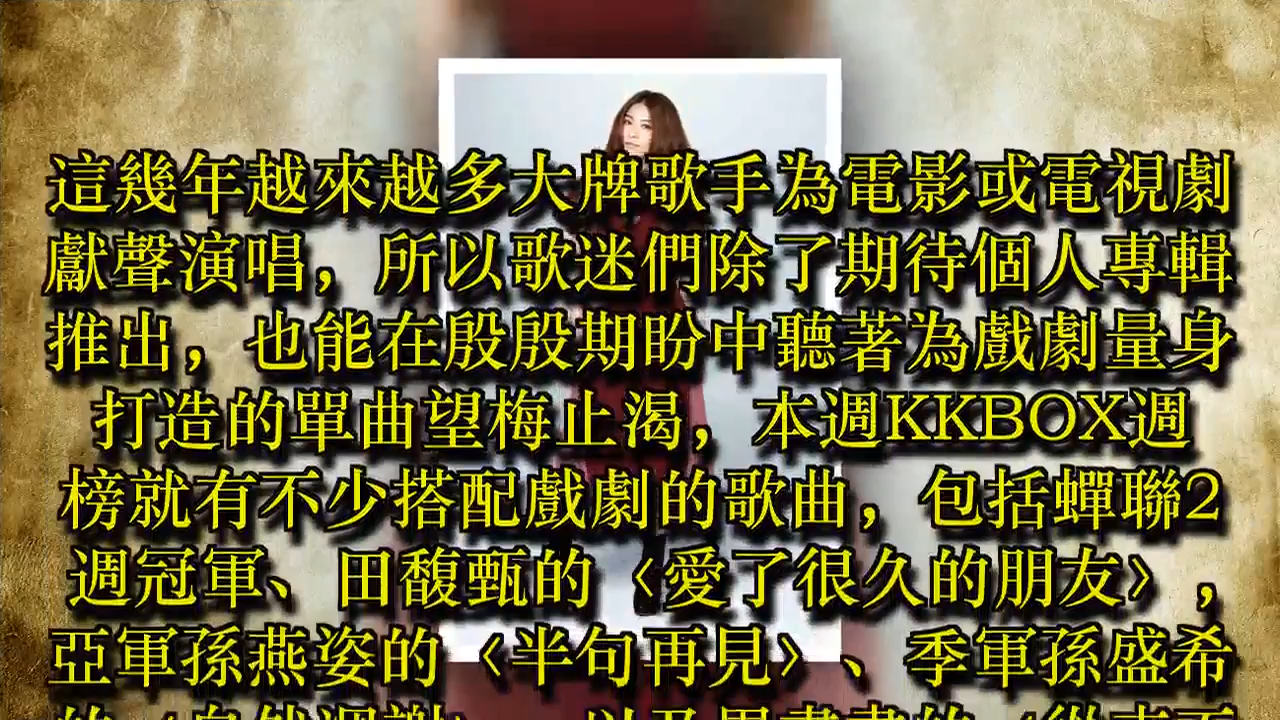 這幾年越來越多大牌歌手為電影或電視劇
獻聲演唱，所以歌迷們除了期待個人專輯
推出，也能在殷殷期盼中聽著為戲劇量身
打造的單曲望梅止渴，本週KKBOX週
榜就有不少搭配戲劇的歌曲，包括蟬聯2
週冠軍、田馥甄的〈愛了很久的朋友〉，
亞軍孫燕姿的〈半句再見〉、季軍孫盛希